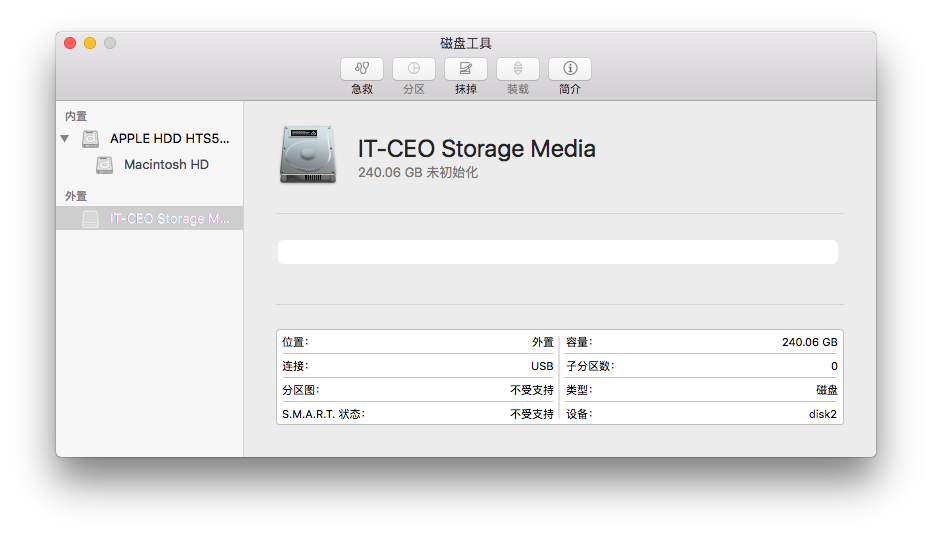 磁盘工具
急救 分区 抹掉 装载 简介
内置
APPLE HDD HTS5...
Macintosh HD
外置
IT-CEO Storage M...
IT-CEO Storage Media
240.06 GB 未初始化
位置: 外置 容量: 240.06 GB
连接: USB 子分区数: 0
分区图: 不受支持 类型: 磁盘
S.M.A.R.T. 状态: 不受支持 设备: disk2